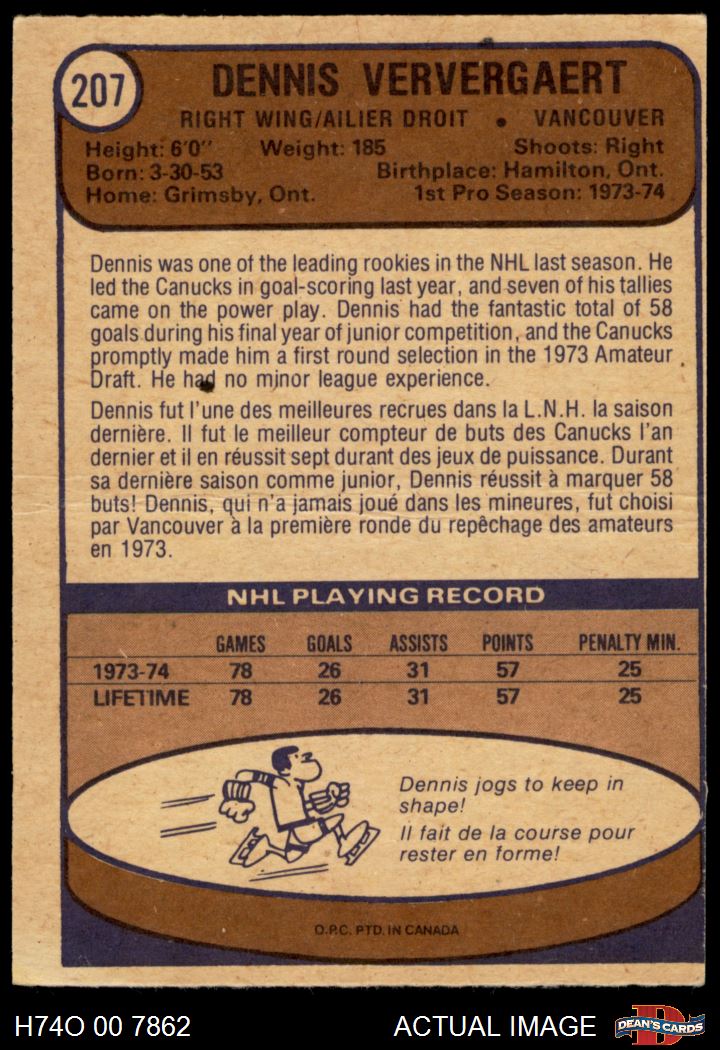 207
DENNIS VERVERGAERT
RIGHT WING/AILIER DROIT • VANCOUVER
Height: 6'0" Weight: 185 Shoots: Right
Born: 3-30-53 Birthplace: Hamilton, Ont.
Home: Grimsby, Ont. 1st Pro Season: 1973-74
Dennis was one of the leading rookies in the NHL last season. He
led the Canucks in goal-scoring last year, and seven of his tallies
came on the power play. Dennis had the fantastic total of 58
goals during his final year of junior competition, and the Canucks
promptly made him a first round selection in the 1973 Amateur
Draft. He had no minor league experience.
Dennis fut l'une des meilleures recrues dans la L.N.H. la saison
dernière. Il fut le meilleur compteur de buts des Canucks l'an
dernier et il en réussit sept durant des jeux de puissance. Durant
sa dernière saison comme junior, Dennis réussit à marquer 58
buts! Dennis, qui n'a jamais joué dans les mineures, fut choisi
par Vancouver à la première ronde du repêchage des amateurs
en 1973.
NHL PLAYING RECORD
GAMES GOALS ASSISTS POINTS PENALTY MIN.
1973-74 78 26 31 57 25
LIFETIME 78 26 31 57 25
Dennis jogs to keep in
shape!
Il fait de la course pour
rester en forme!
O.P.C. PTD. IN CANADA
H74O 00 7862 ACTUAL IMAGE DEAN'S CARDS